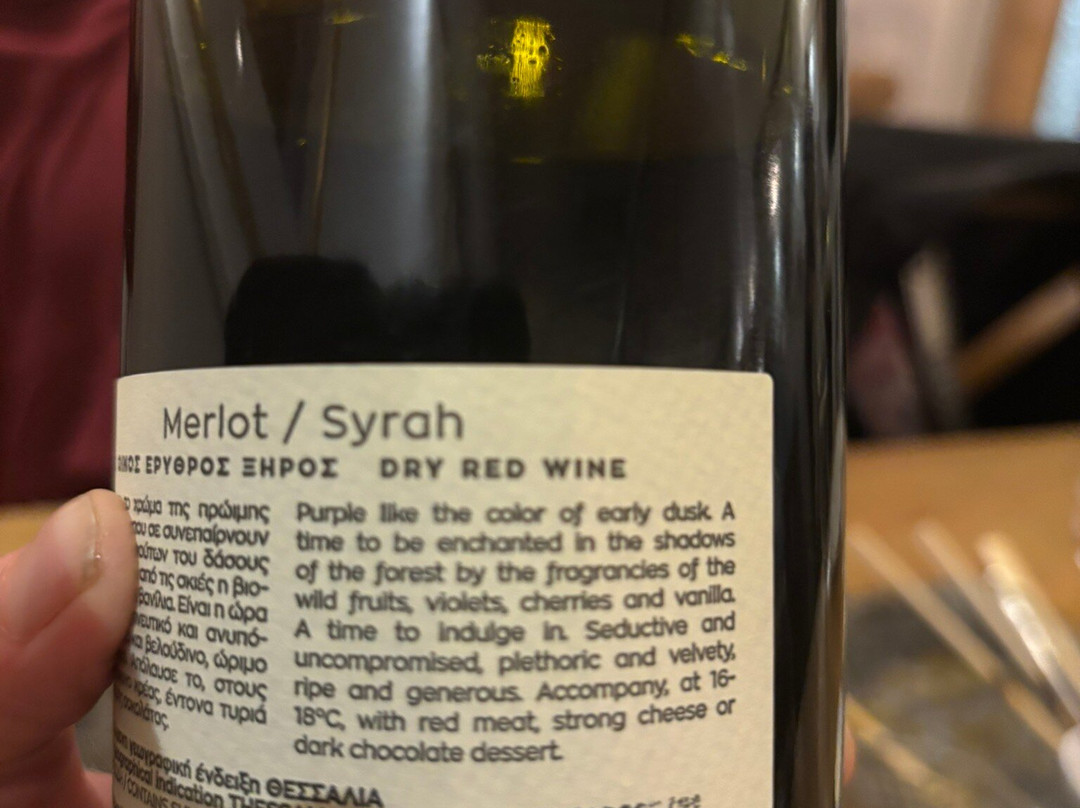 Merlot / Syrah
ΟΙΝΟΣ ΕΡΥΘΡΟΣ ΞΗΡΟΣ DRY RED WINE
χρώμα της πρώιμης
σε συνεπαίρνουν
του δάσους
από τις σκιές η βιο-
βανίλια. Είναι η ώρα
και ανυπό-
βελούδινο, ώριμο
Απόλαυσε το, στους
κρέας, έντονα τυριά
Purple like the color of early dusk. A
time to be enchanted in the shadows
of the forest by the fragrancies of the
wild fruits, violets, cherries and vanilla.
A time to indulge in. Seductive and
uncompromised, plethoric and velvety,
ripe and generous. Accompany, at 16-
18°C, with red meat, strong cheese or
dark chocolate dessert.
γεωγραφική ένδειξη ΘΕΣΣΑΛΙΑ
Indication
CONTAINS